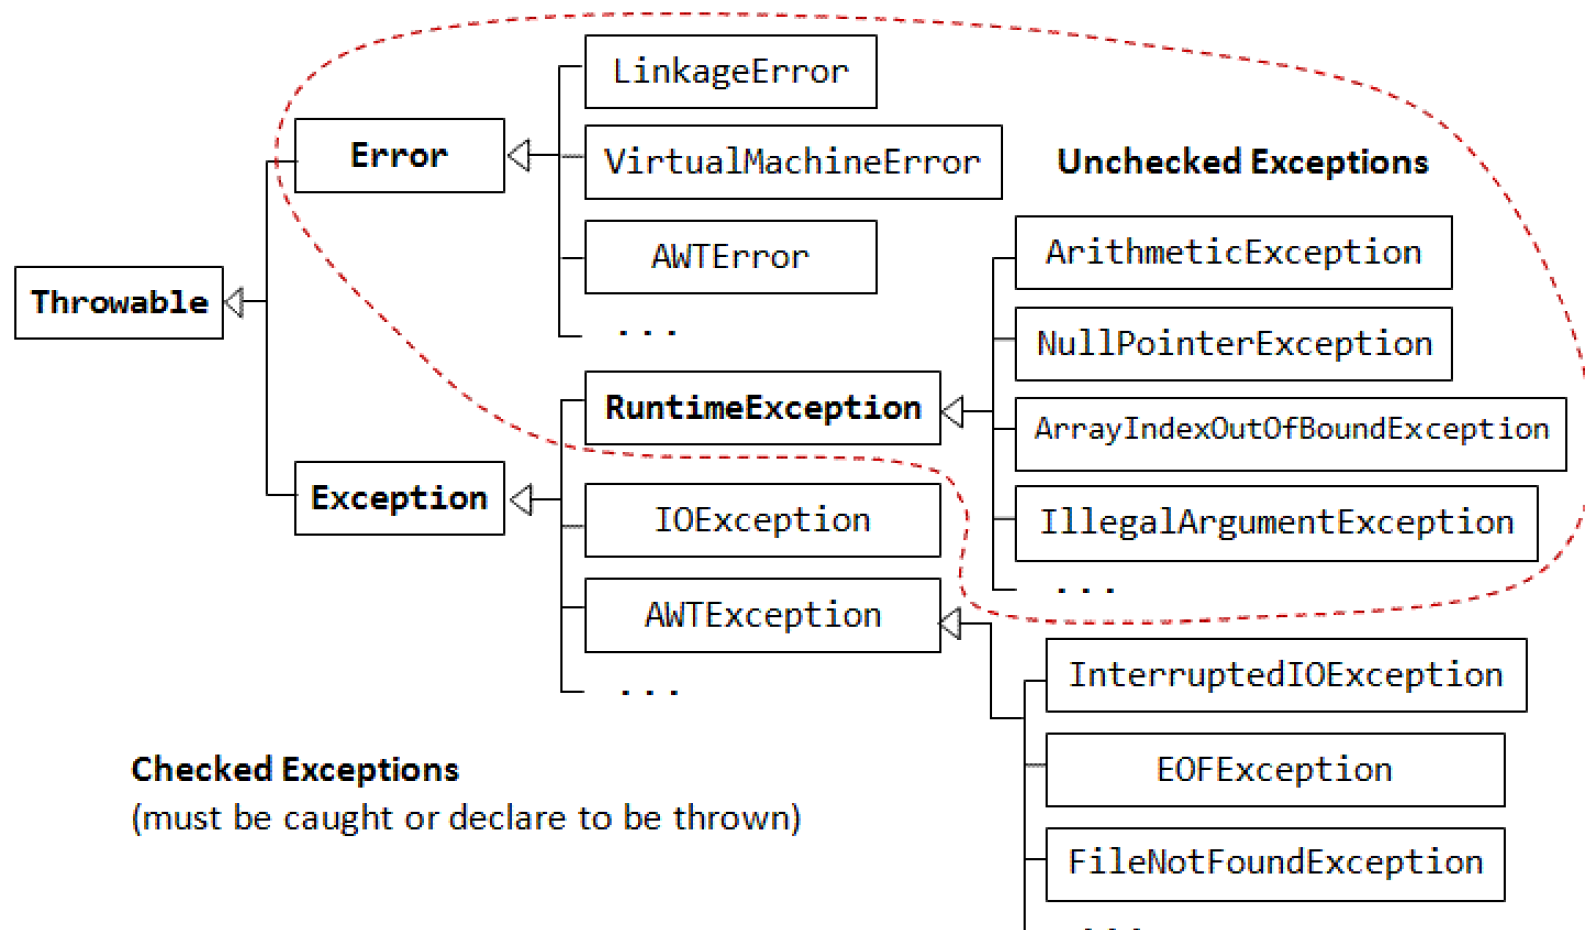 LinkageError
Error
VirtualMachineError
Unchecked Exceptions
AWTError
ArithmeticException
Throwable
...
NullPointerException
RuntimeException
ArrayIndexOutOfBoundException
Exception
IOException
IllegalArgumentException
...
AWTException
InterruptedIOException
...
Checked Exceptions
(must be caught or declare to be thrown)
EOFException
FileNotFoundException
...